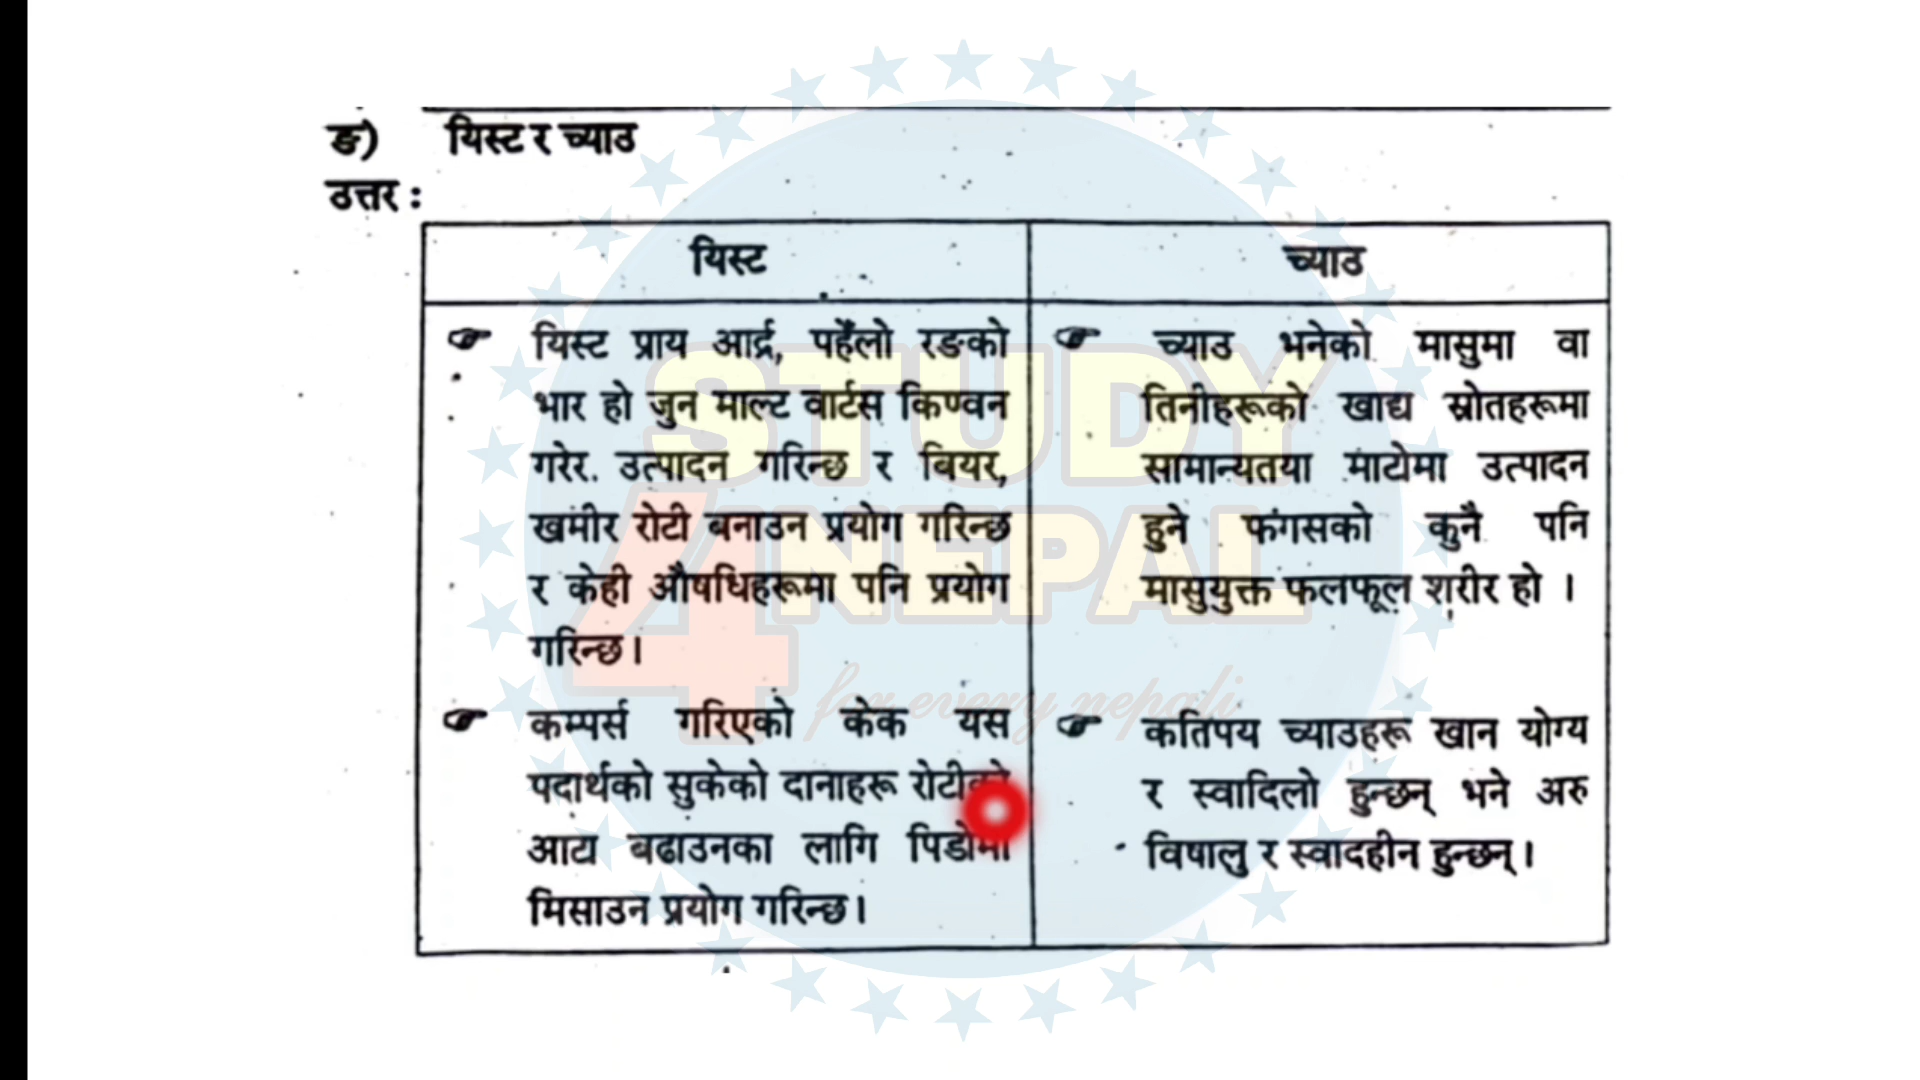 ङ) यिस्ट र च्याउ
उत्तर :
यिस्ट
च्याउ
यिस्ट प्राय आर्द्र, पहेँलो रङको
भार हो जुन माल्ट वार्टस किण्वन
गरेर. उत्पादन गरिन्छ र बियर,
खमीर रोटी बनाउन प्रयोग गरिन्छ
र केही औषधिहरूमा पनि प्रयोग
गरिन्छ।
कम्पर्स गरिएको केक यस
पदार्थको सुकेको दानाहरू रोटीको
आटा बढाउनका लागि पिडोमा
मिसाउन प्रयोग गरिन्छ।
च्याउ भनेको मासुमा वा
तिनीहरूको खाद्य स्रोतहरूमा
सामान्यतया माटोमा उत्पादन
हुने फंगसको कुनै पनि
मासुयुक्त फलफूल शरीर हो ।
कतिपय च्याउहरू खान योग्य
र स्वादिलो हुन्छन् भने अरु
विषालु र स्वादहीन हुन्छन्।
STUDY
4 NEPAL
for every nepali